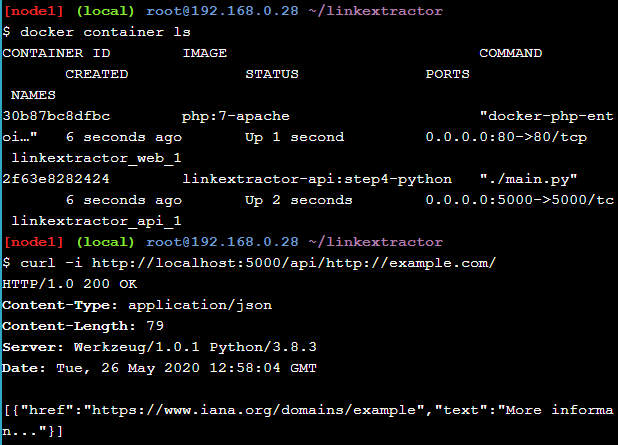 [node1] (local) root@192.168.0.28 ~/linkextractor
$ docker container ls
CONTAINER ID IMAGE COMMAND
CREATED STATUS PORTS
NAMES
30b87bc8dfbc php:7-apache "docker-php-ent
oi…" 6 seconds ago Up 1 second 0.0.0.0:80->80/tcp
linkextractor_web_1
2f63e8282424 linkextractor-api:step4-python "./main.py"
6 seconds ago Up 2 seconds 0.0.0.0:5000->5000/tc
linkextractor_api_1
[node1] (local) root@192.168.0.28 ~/linkextractor
$ curl -i http://localhost:5000/api/http://example.com/
HTTP/1.0 200 OK
Content-Type: application/json
Content-Length: 79
Server: Werkzeug/1.0.1 Python/3.8.3
Date: Tue, 26 May 2020 12:58:04 GMT
[{"href":"https://www.iana.org/domains/example","text":"More informa
n..."}]